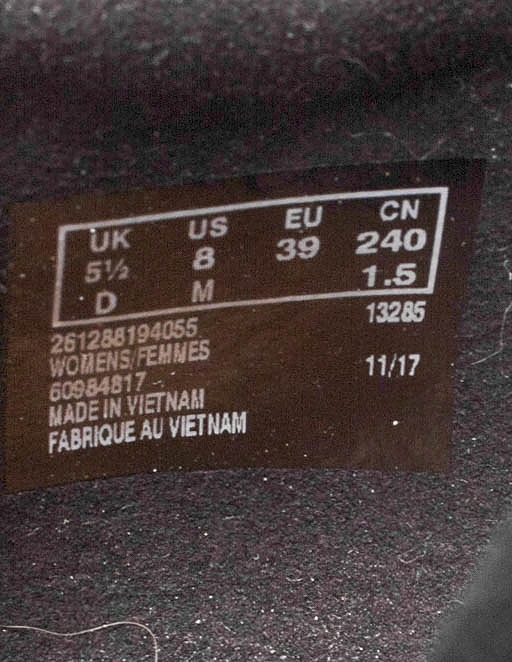 UK US EU CN
5½ 8 39 240
D M 1.5
261288194055 13285
WOMENS/FEMMES
60984817 11/17
MADE IN VIETNAM
FABRIQUE AU VIETNAM